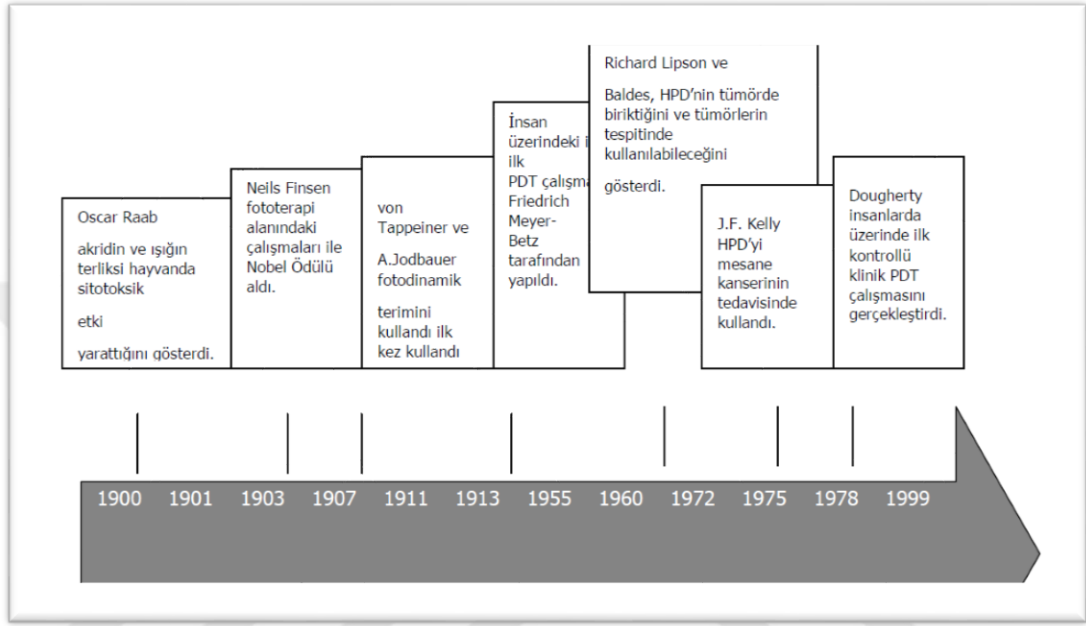 Oscar Raab
akridin ve ışığın
terliksi hayvanda
sitotoksik
etki
yarattığını gösterdi.
Neils Finsen
fototerapi
alanındaki
çalışmaları ile
Nobel Ödülü
aldı.
von
Tappeiner ve
A.Jodbauer
fotodinamik
terimini
kullandı ilk
kez kullandı
İnsan
üzerindeki
ilk
PDT
Friedrich
Meyer-
Betz
tarafından
yapıldı.
Richard Lipson ve
Baldes, HPD'nin tümörde
biriktiğini ve tümörlerin
tespitinde
kullanılabileceğini
gösterdi.
J.F. Kelly
HPD'yi
mesane
kanserinin
tedavisinde
kullandı.
Dougherty
insanlarda
üzerinde ilk
kontrollü
klinik PDT
çalışmasını
gerçekleştirdi.
1900 1901 1903 1907 1911 1913 1955 1960 1972 1975 1978 1999